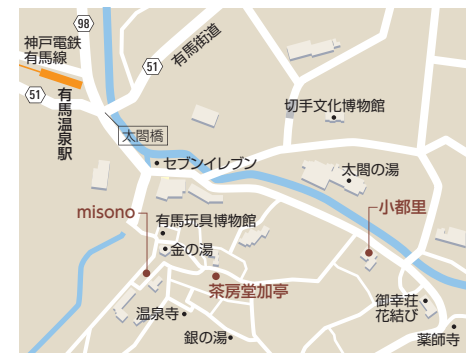 98
神戸電鉄
有馬線
51
有馬街道
51
有馬温泉駅
太閤橋
切手文化博物館
セブンイレブン
太閤の湯
misono
有馬玩具博物館
小都里
金の湯
茶房堂加亭
御幸荘
花結び
温泉寺
銀の湯
薬師寺